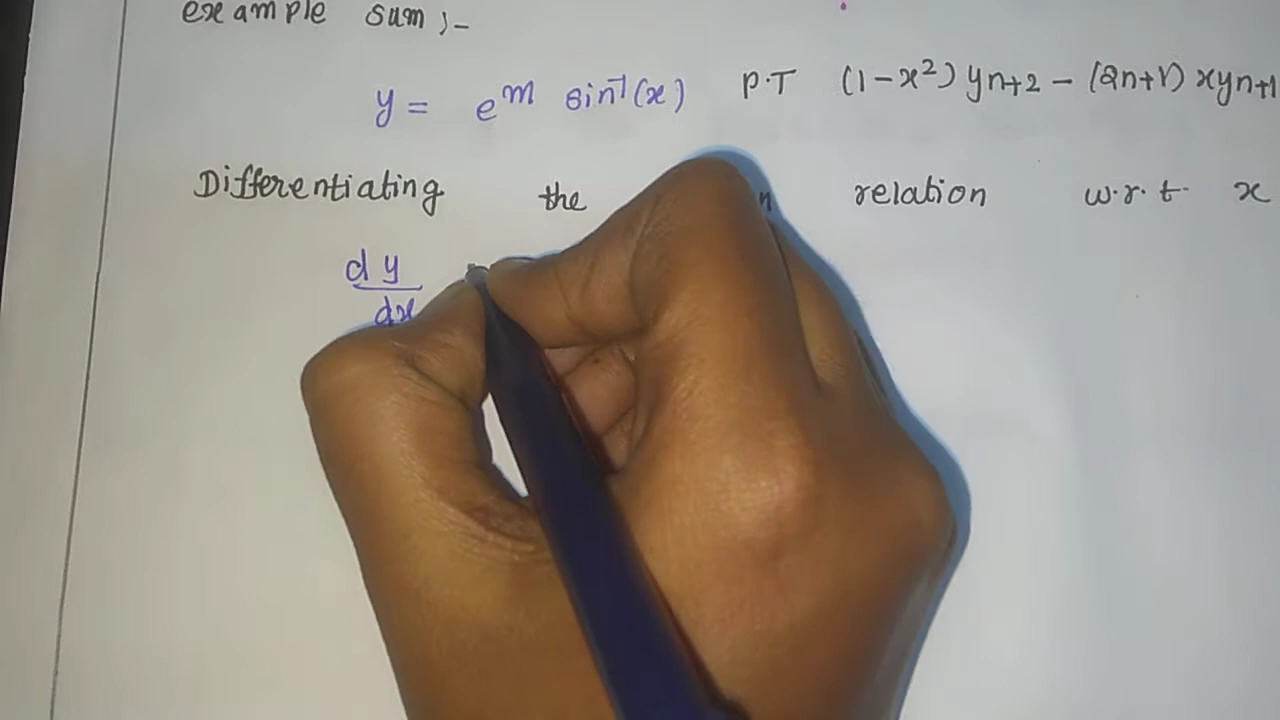 example sum :-
y = e^m sin⁻¹(x) P.T (1-x²) yn+2 - (2n+1) xyn+1
Differentiating the relation w.r.t. x
dy
dx